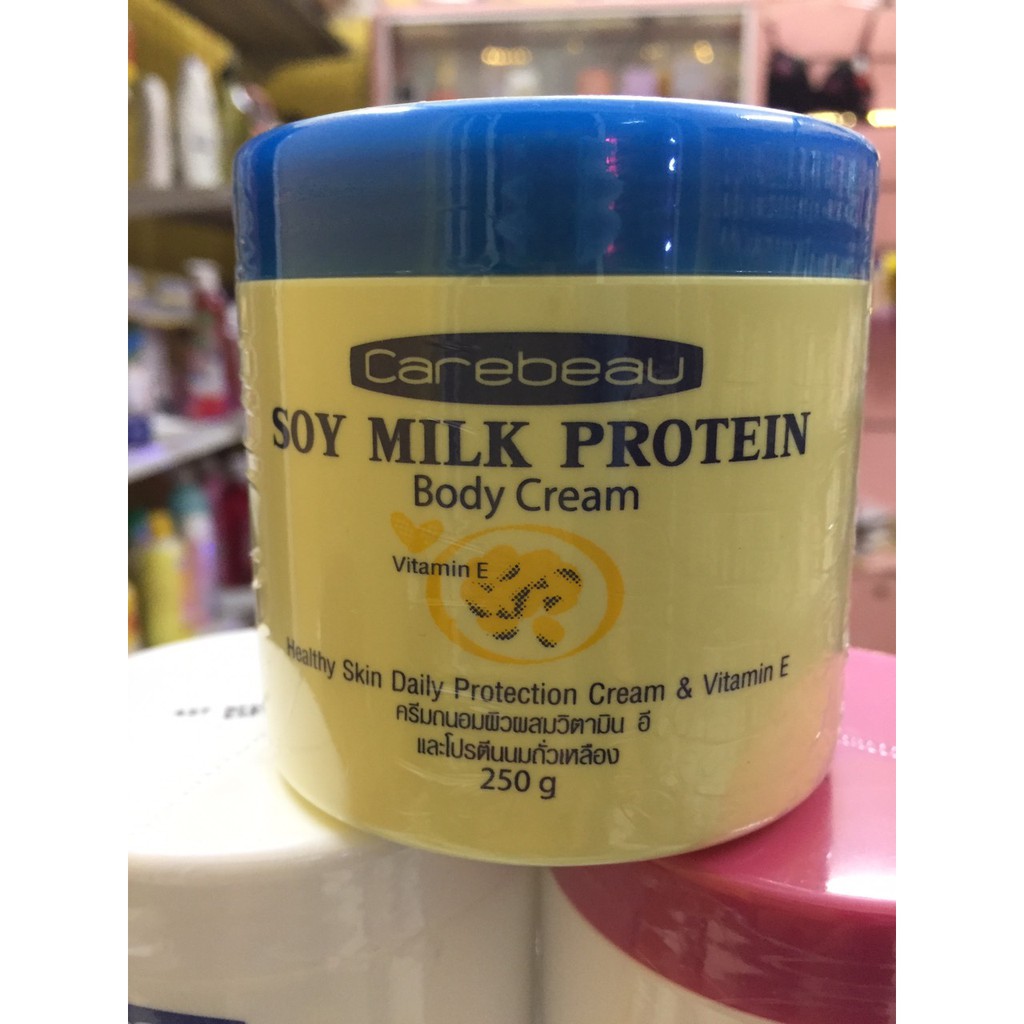 Carebeau
SOY MILK PROTEIN
Body Cream
Vitamin E
Healthy Skin Daily Protection Cream & Vitamin E
ครีมถนอมผิวผสมวิตามิน อี
และโปรตีนนมถั่วเหลือง
250 g